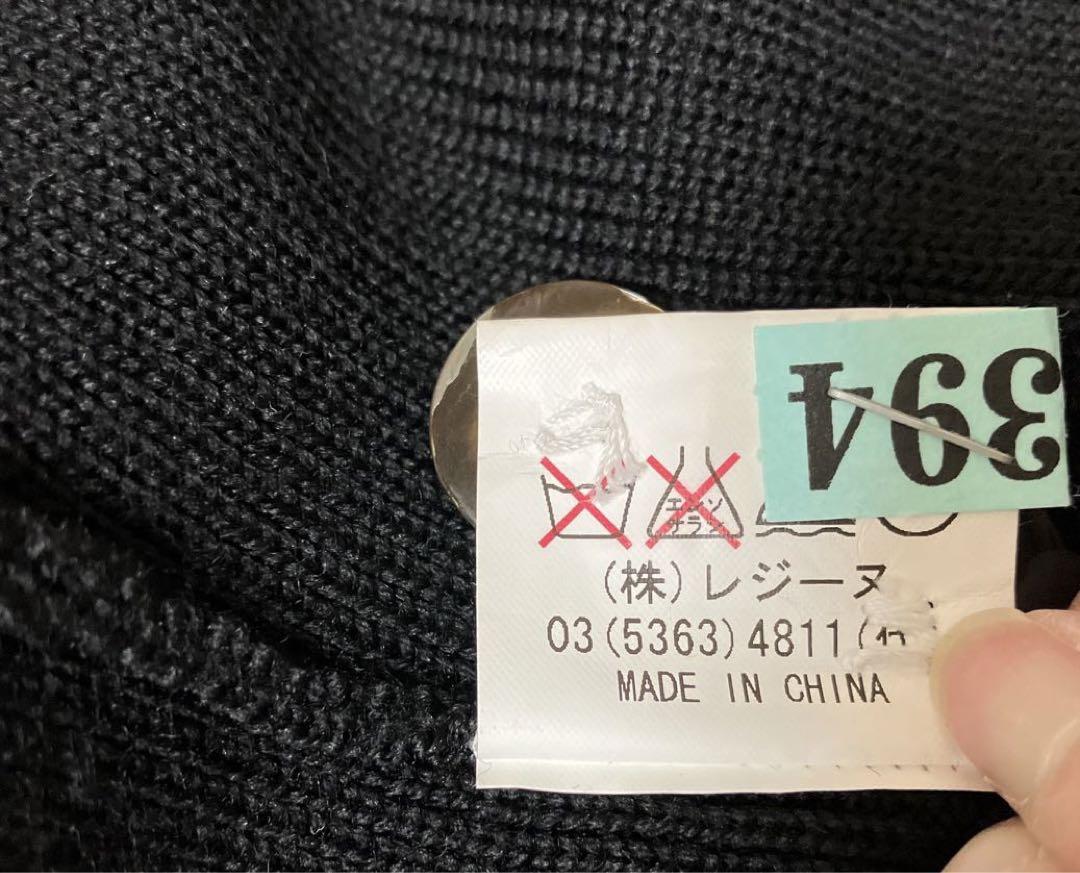 394
エンソ
サラシ
(株)レジーヌ
03(5363)4811(
MADE IN CHINA